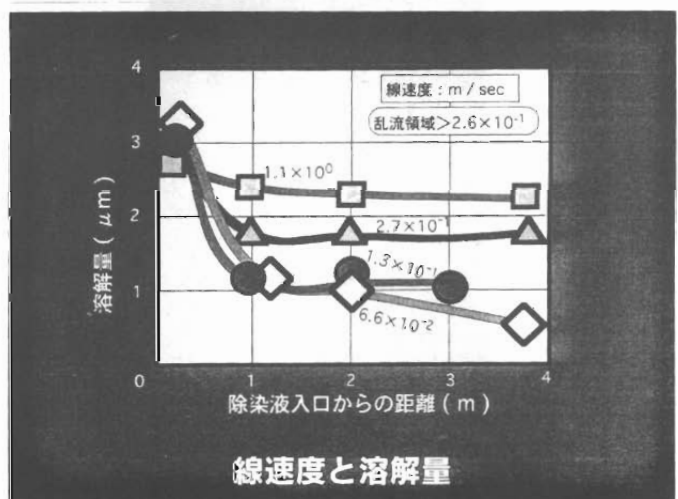 4
3
2
1
0
1
2
3
4
溶解量 ( μm )
線速度 : m / sec
乱流領域>2.6×10⁻¹
1.1×10⁰
2.7×10⁻¹
1.3×10⁻¹
6.6×10⁻²
除染液入口からの距離 ( m )
線速度と溶解量